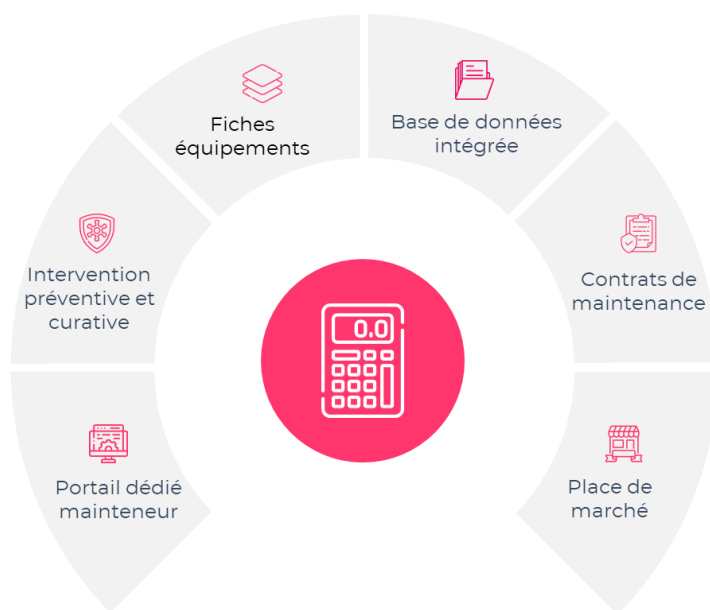 Fiches
équipements
Base de données
intégrée
Intervention
préventive et
curative
Contrats de
maintenance
0.0
Portail dédié
mainteneur
Place de
marché